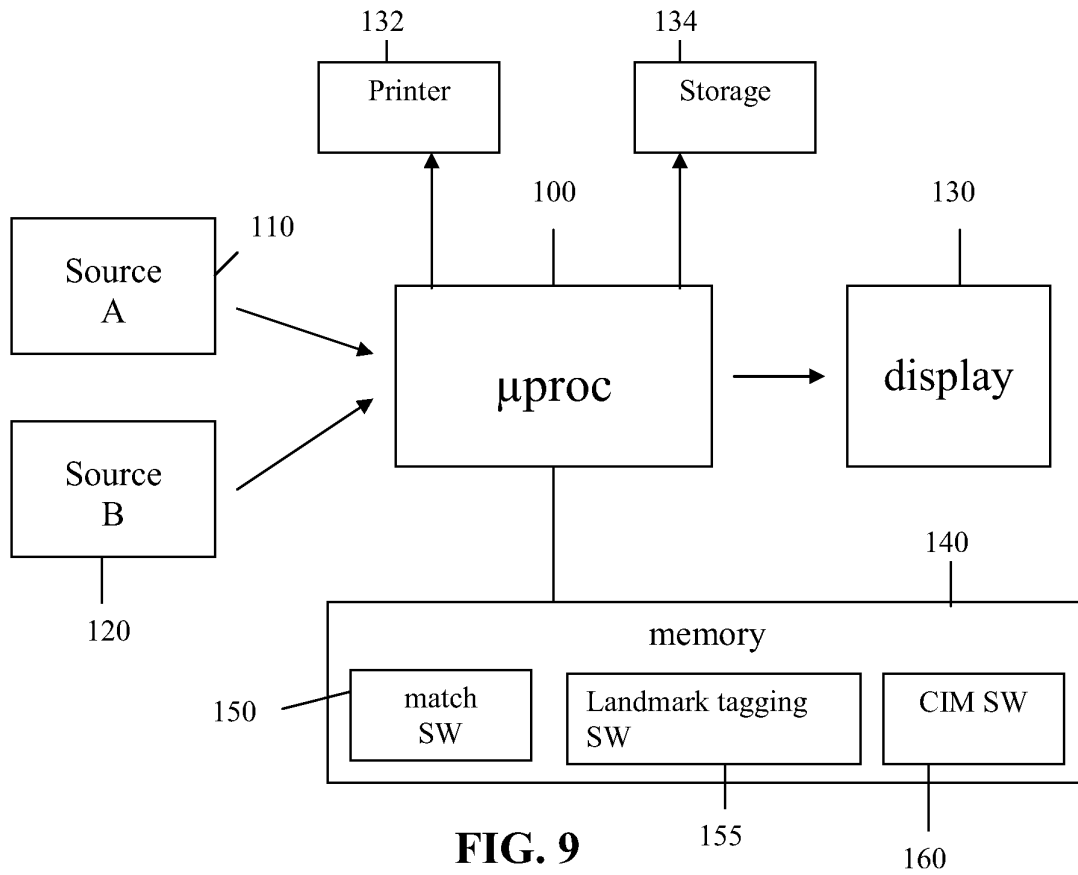 132
134
Printer
Storage
100
130
110
Source
A
μproc
display
Source
B
120
140
memory
150
match
SW
Landmark tagging
SW
CIM SW
155
160
FIG. 9